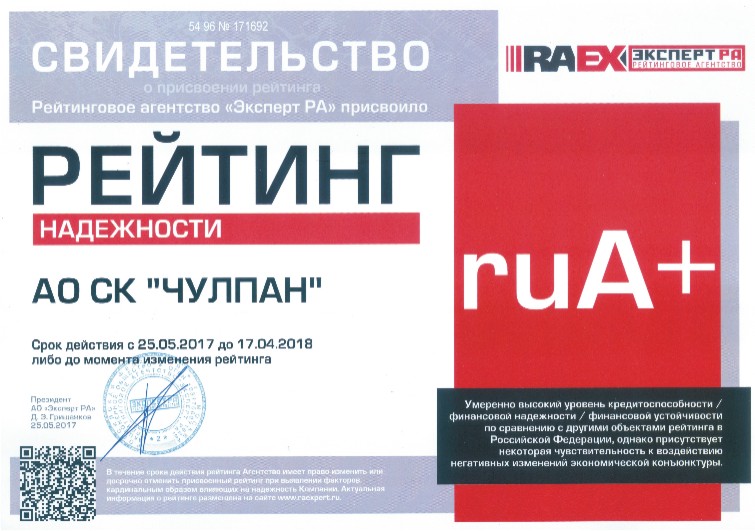 54 96 № 171692
СВИДЕТЕЛЬСТВО
о присвоении рейтинга
Рейтинговое агентство «Эксперт РА» присвоило
RAEX ЭКСПЕРТ РА
РЕЙТИНГОВОЕ АГЕНТСТВО
РЕЙТИНГ
НАДЕЖНОСТИ
АО СК "ЧУЛПАН"
ruA+
Срок действия с 25.05.2017 до 17.04.2018
либо до момента изменения рейтинга
Президент
АО «Эксперт РА»
Д. Э. Гришанков
25.05.2017
Умеренно высокий уровень кредитоспособности /
финансовой надежности / финансовой устойчивости
по сравнению с другими объектами рейтинга в
Российской Федерации, однако присутствует
некоторая чувствительность к воздействию
негативных изменений экономической конъюнктуры.
В течении срока действия рейтинга Агентство имеет право изменить или
досрочно отменить присвоенный рейтинг при выявлении факторов,
кардинальным образом влияющих на надежность Компании. Актуальная
информация о рейтинге размещена на сайте www.raexpert.ru.